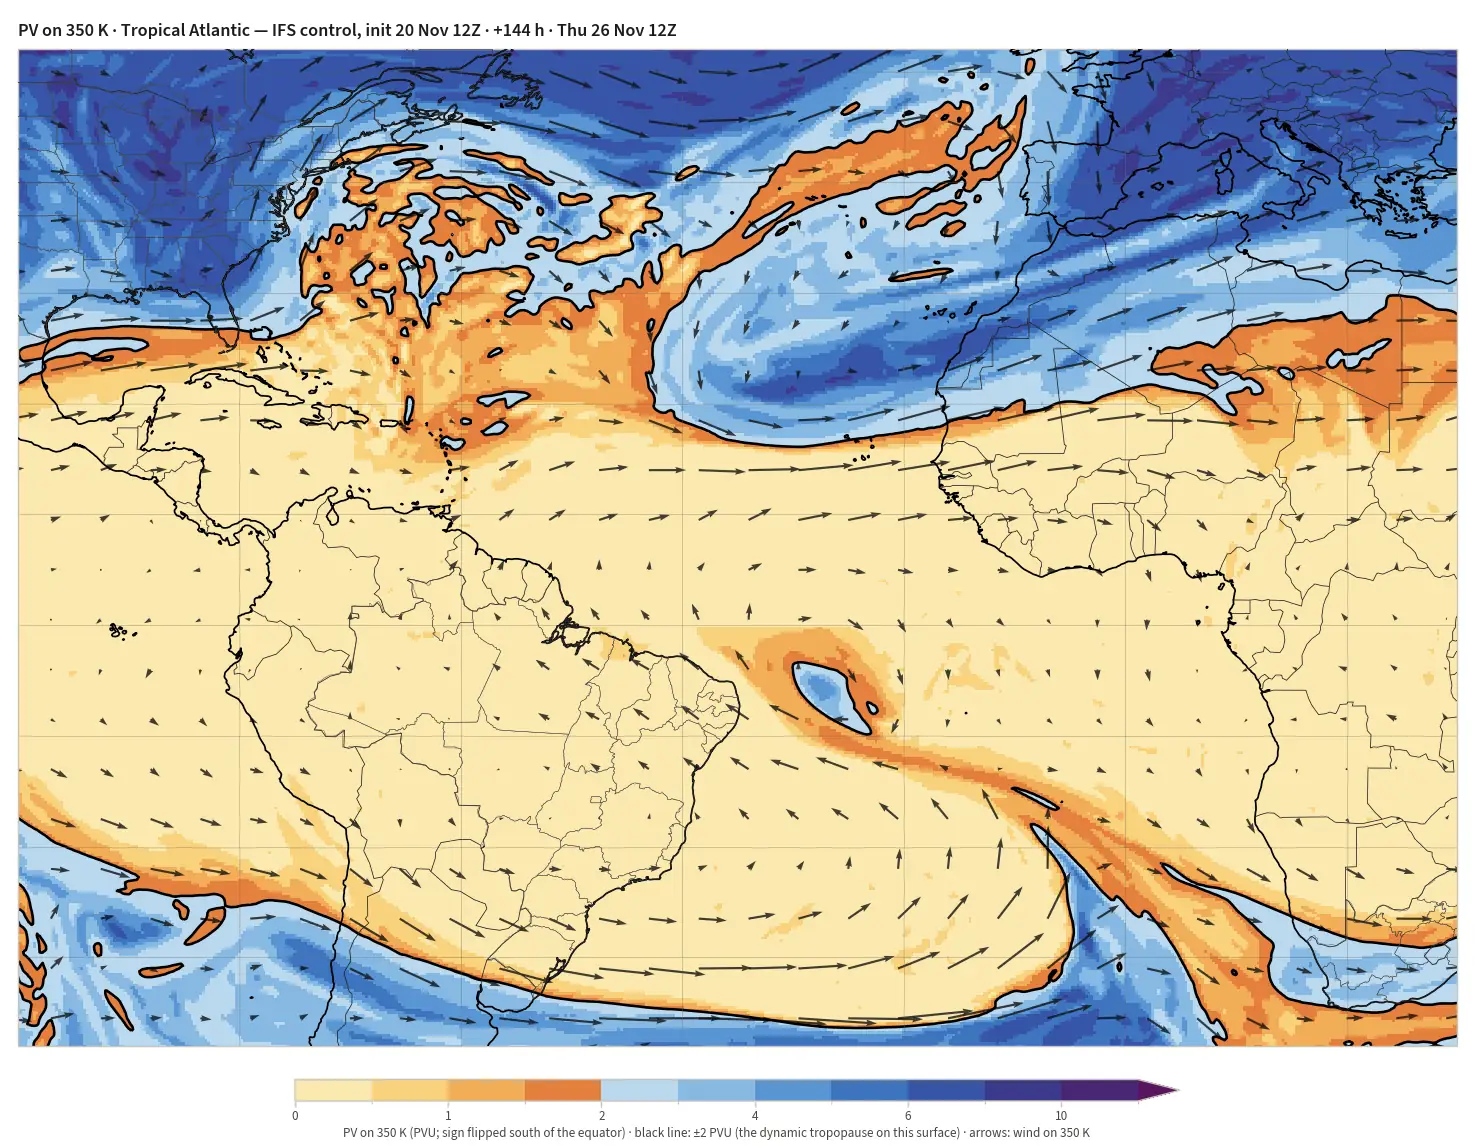 PV on 350 K · Tropical Atlantic — IFS control, init 20 Nov 12Z · +144 h · Thu 26 Nov 12Z
0 1 2 4 6 10
PV on 350 K (PVU; sign flipped south of the equator) · black line: ±2 PVU (the dynamic tropopause on this surface) · arrows: wind on 350 K